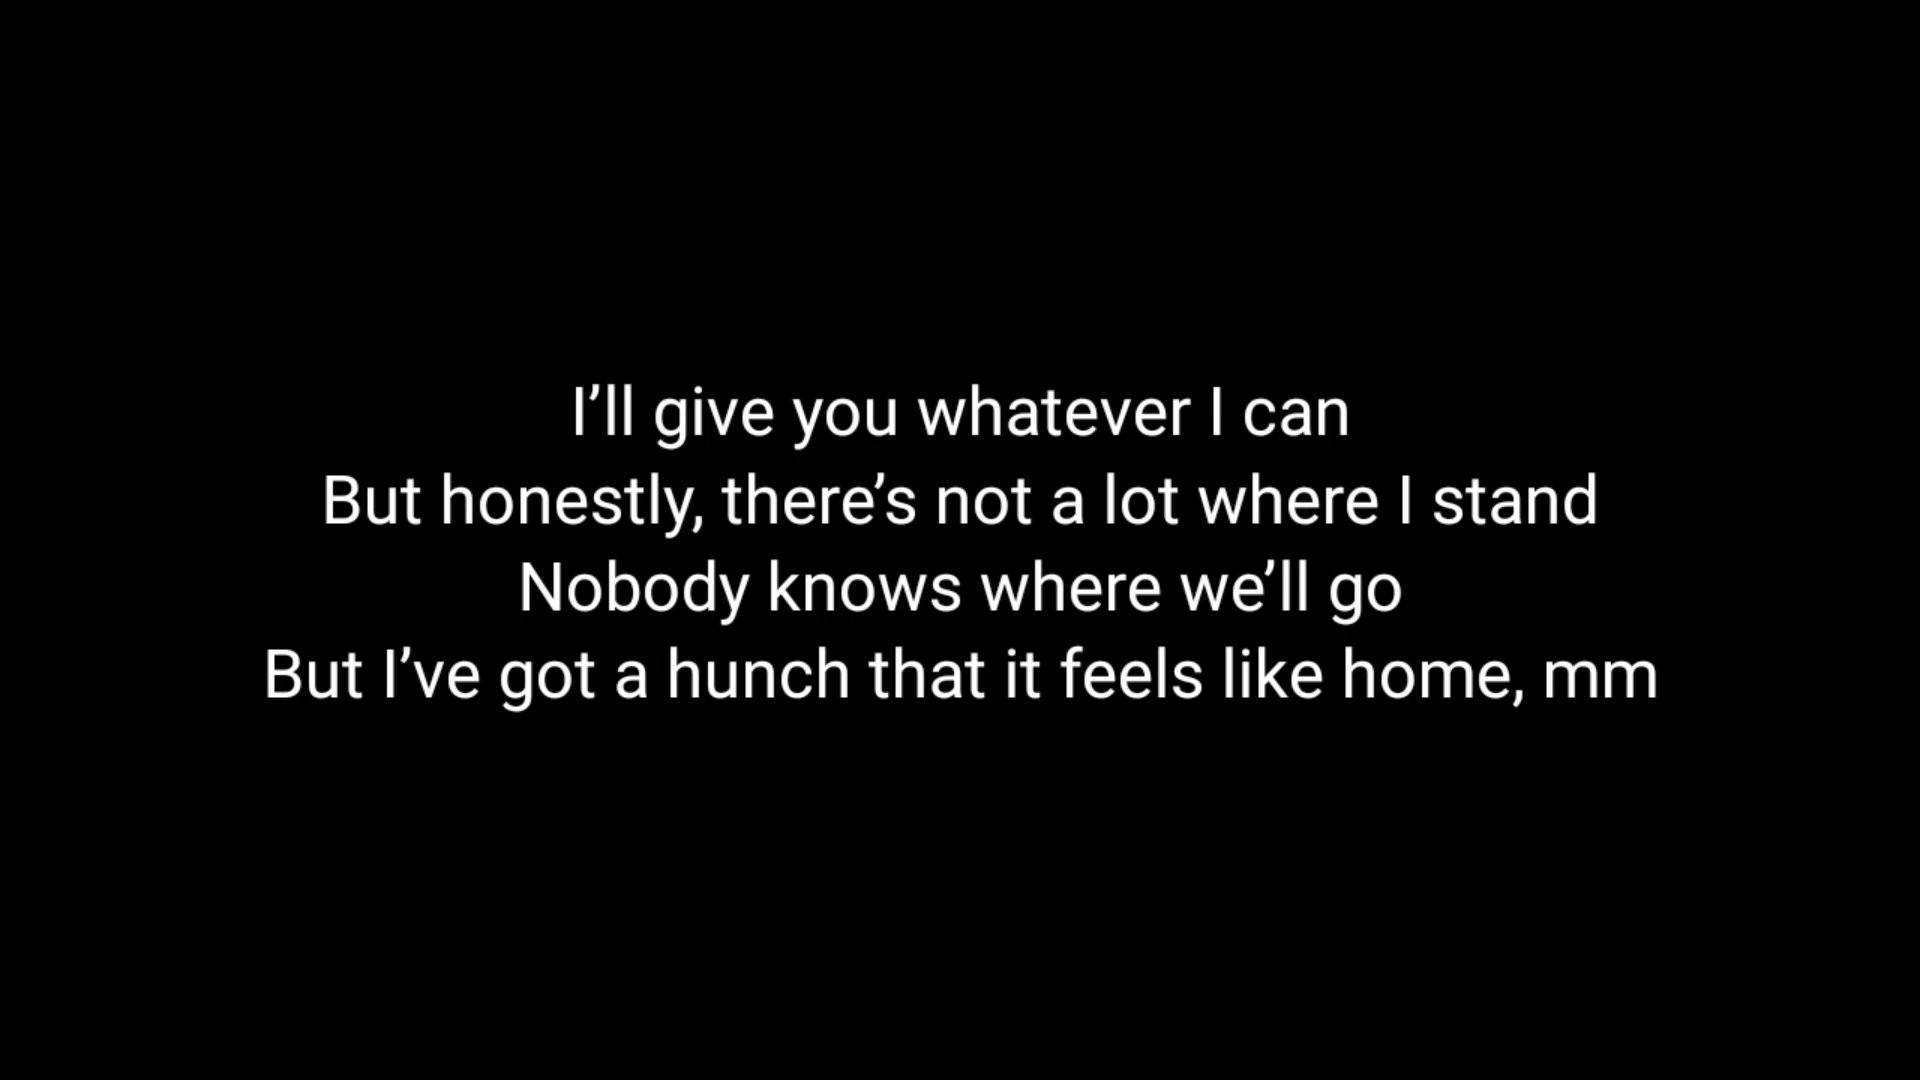 I’ll give you whatever I can
But honestly, there’s not a lot where I stand
Nobody knows where we’ll go
But I’ve got a hunch that it feels like home, mm